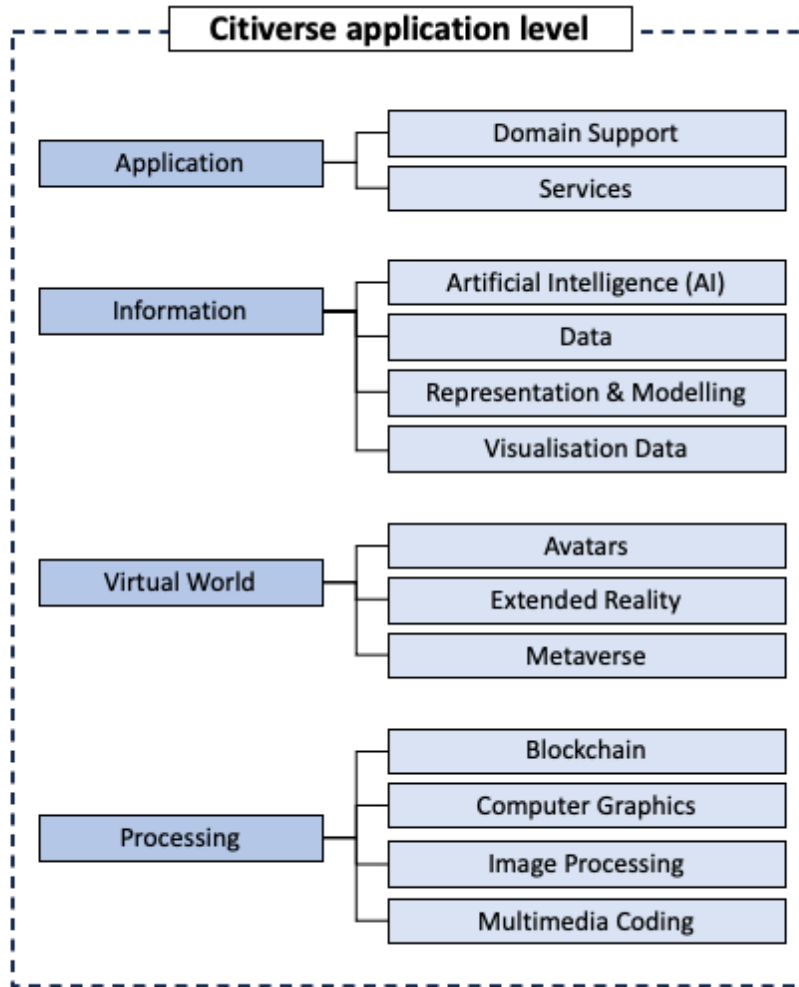 Citiverse application level
Application
Domain Support
Services
Information
Artificial Intelligence (AI)
Data
Representation & Modelling
Visualisation Data
Virtual World
Avatars
Extended Reality
Metaverse
Processing
Blockchain
Computer Graphics
Image Processing
Multimedia Coding